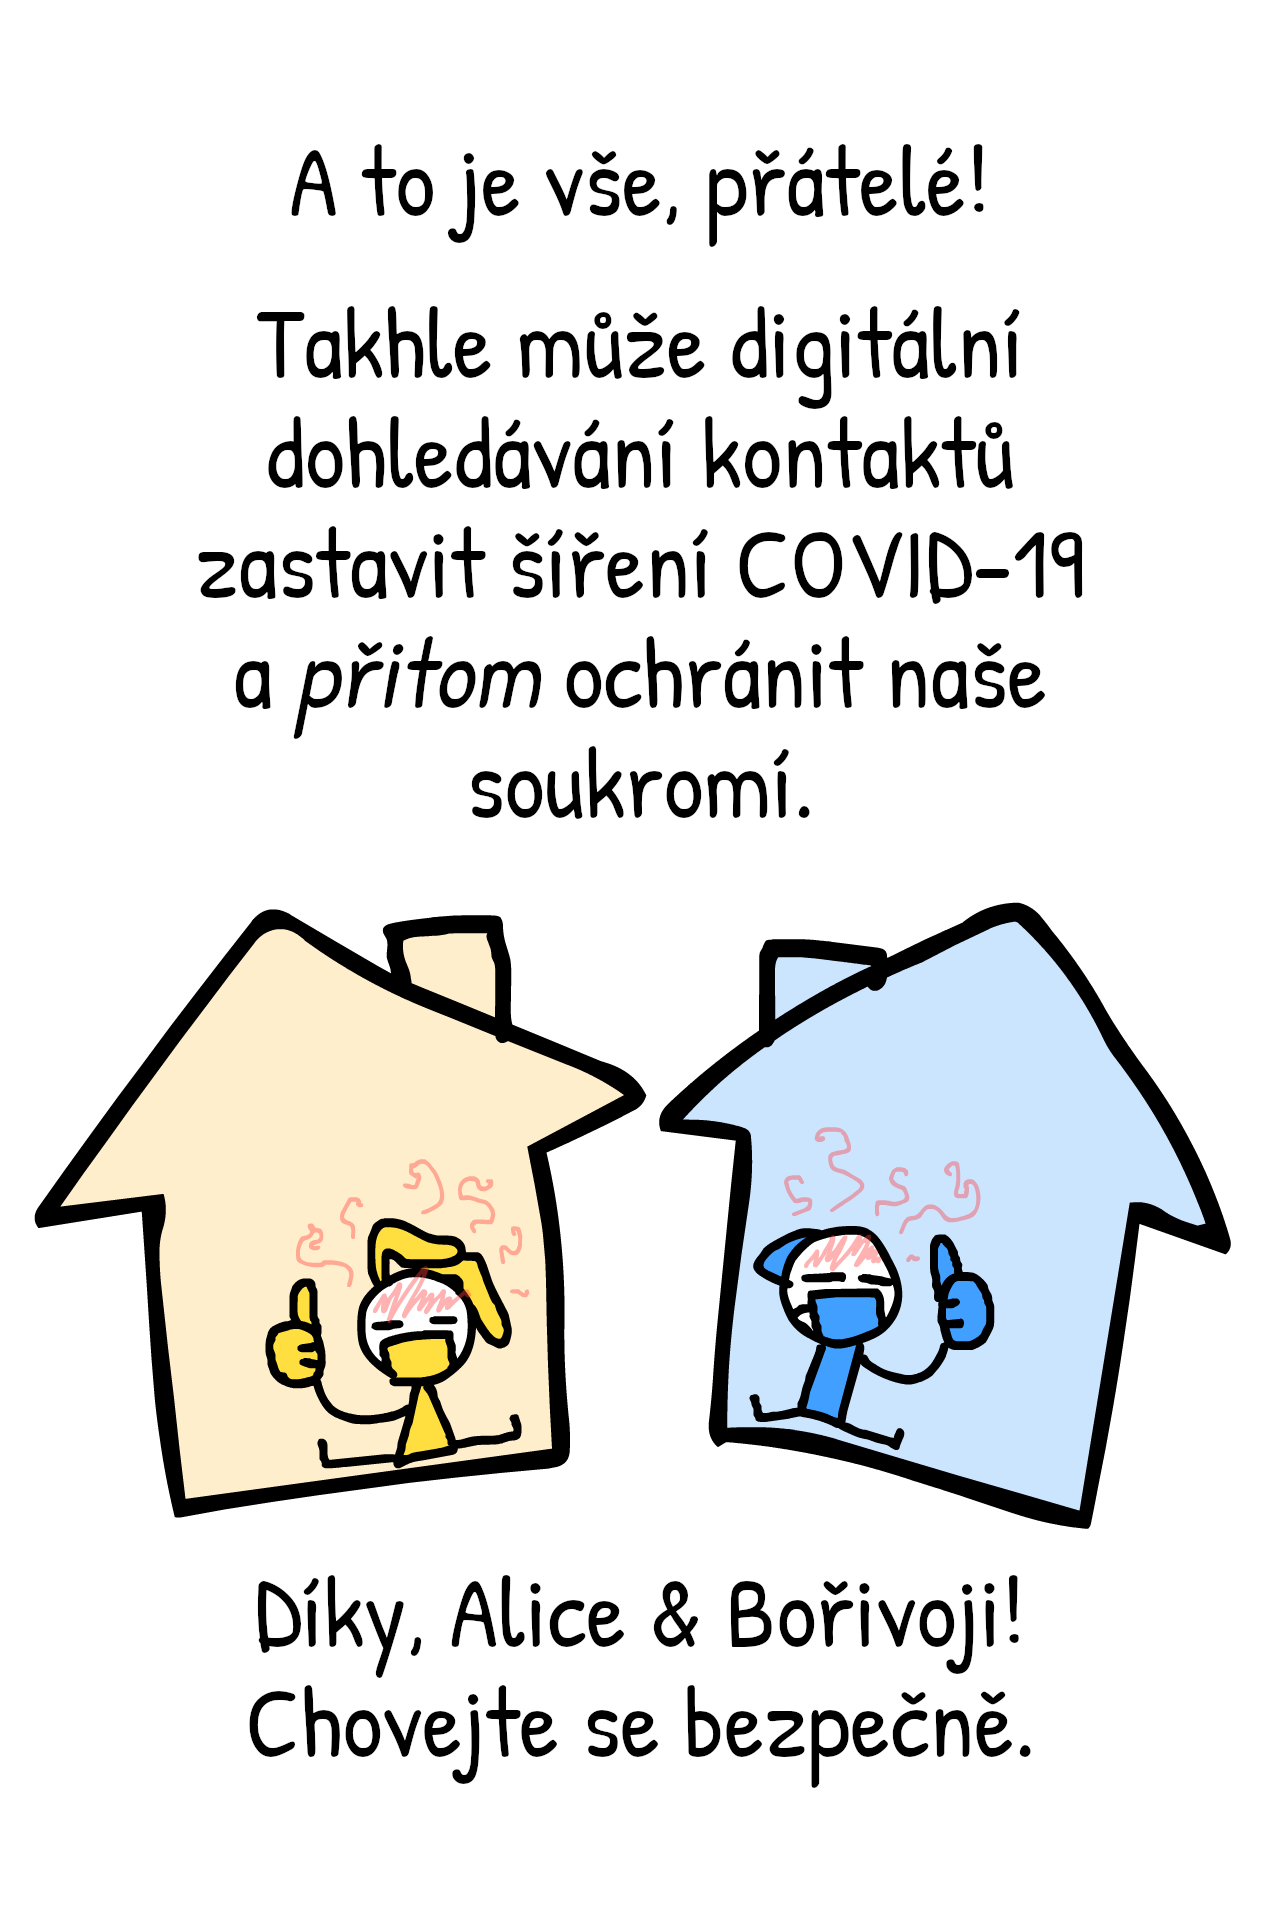 A to je vše, přátelé!
Takhle může digitální
dohledávání kontaktů
zastavit šíření COVID-19
a přitom ochránit naše
soukromí.
Díky, Alice & Bořivoji!
Chovejte se bezpečně.